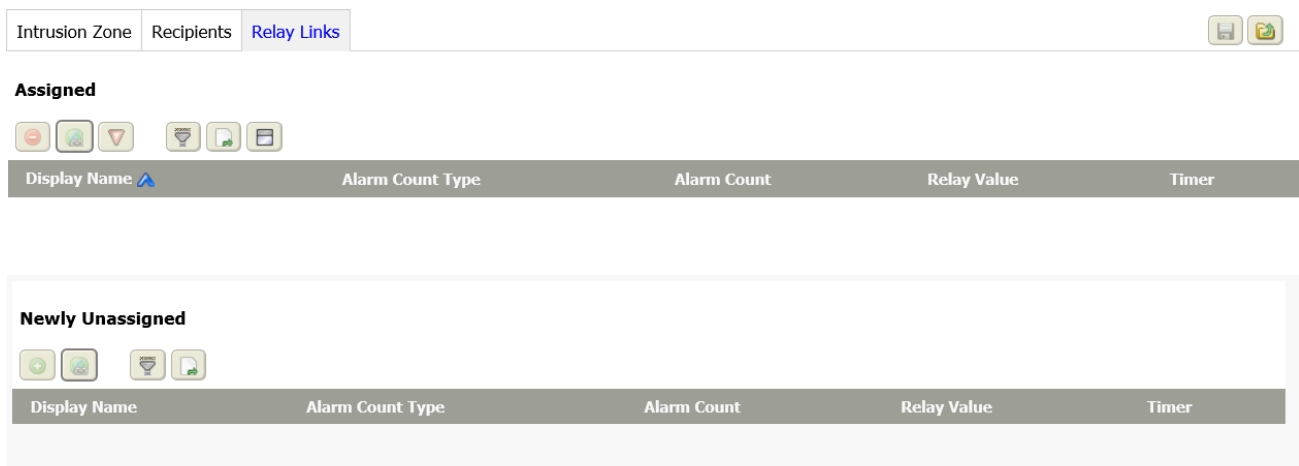 Intrusion Zone Recipients Relay Links
Assigned
Display Name Alarm Count Type Alarm Count Relay Value Timer
Newly Unassigned
Display Name Alarm Count Type Alarm Count Relay Value Timer